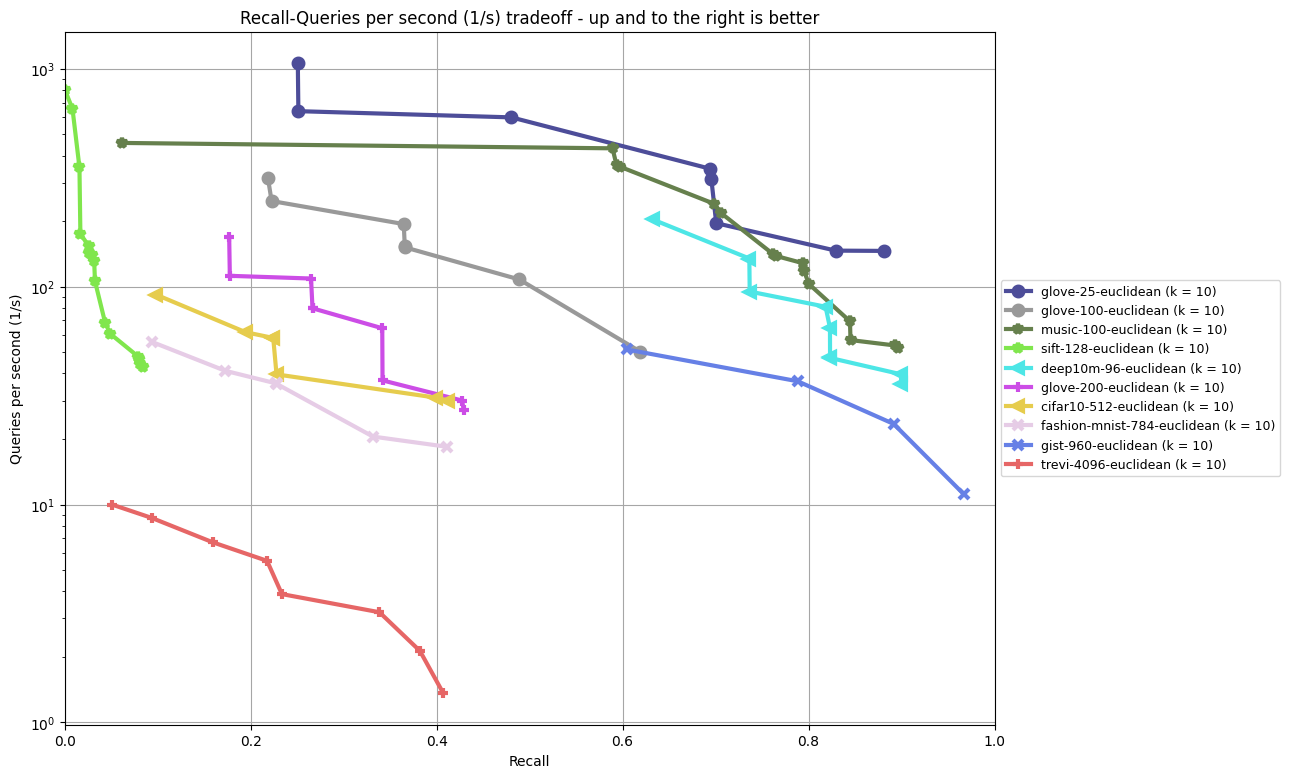 Recall-Queries per second (1/s) tradeoff - up and to the right is better
10³
10²
10¹
10⁰
Queries per second (1/s)
0.0 0.2 0.4 0.6 0.8 1.0
Recall
glove-25-euclidean (k = 10)
glove-100-euclidean (k = 10)
music-100-euclidean (k = 10)
sift-128-euclidean (k = 10)
deep10m-96-euclidean (k = 10)
glove-200-euclidean (k = 10)
cifar10-512-euclidean (k = 10)
fashion-mnist-784-euclidean (k = 10)
gist-960-euclidean (k = 10)
trevi-4096-euclidean (k = 10)